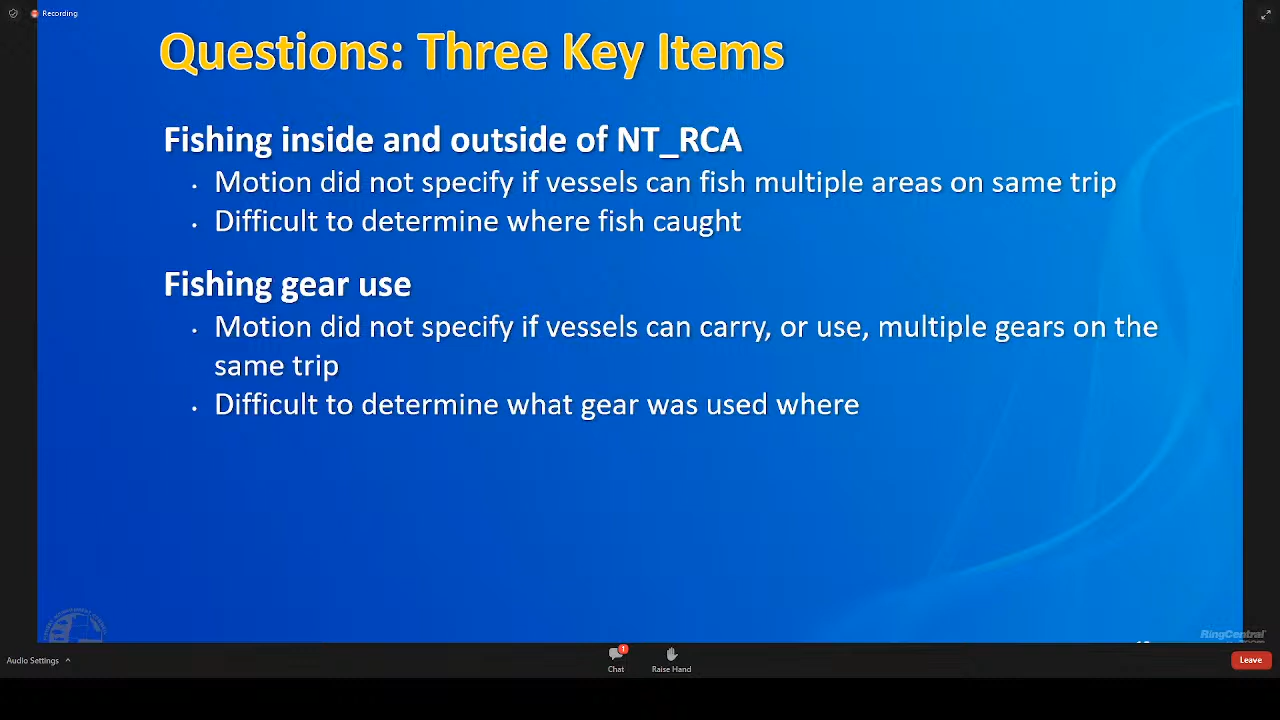 Recording
Questions: Three Key Items
Fishing inside and outside of NT_RCA
• Motion did not specify if vessels can fish multiple areas on same trip
• Difficult to determine where fish caught
Fishing gear use
• Motion did not specify if vessels can carry, or use, multiple gears on the
same trip
• Difficult to determine what gear was used where
RingCentral
Audio Settings
1
Chat
Raise Hand
Leave